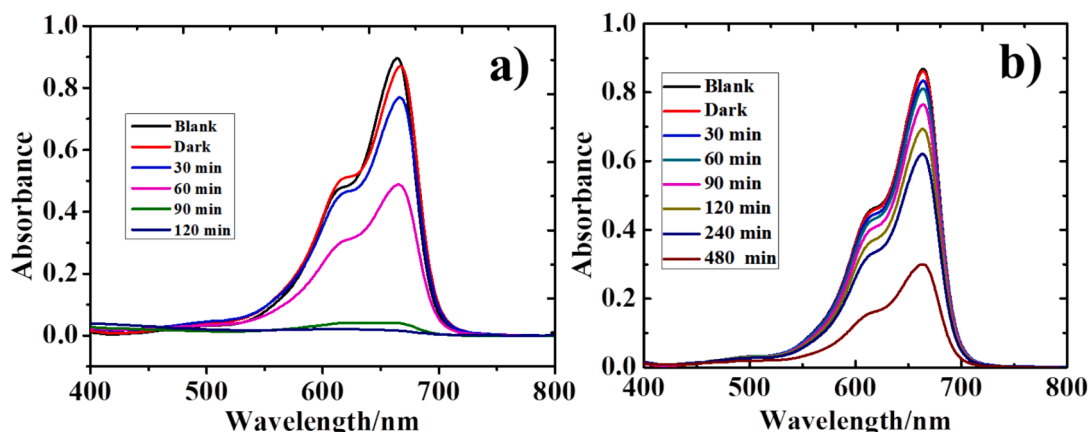 a)
1.0
0.8
0.6
0.4
0.2
0.0
Absorbance
Blank
Dark
30 min
60 min
90 min
120 min
400
500
600
700
800
Wavelength/nm
b)
1.0
0.8
0.6
0.4
0.2
0.0
Absorbance
Blank
Dark
30 min
60 min
90 min
120 min
240 min
480 min
400
500
600
700
800
Wavelength/nm